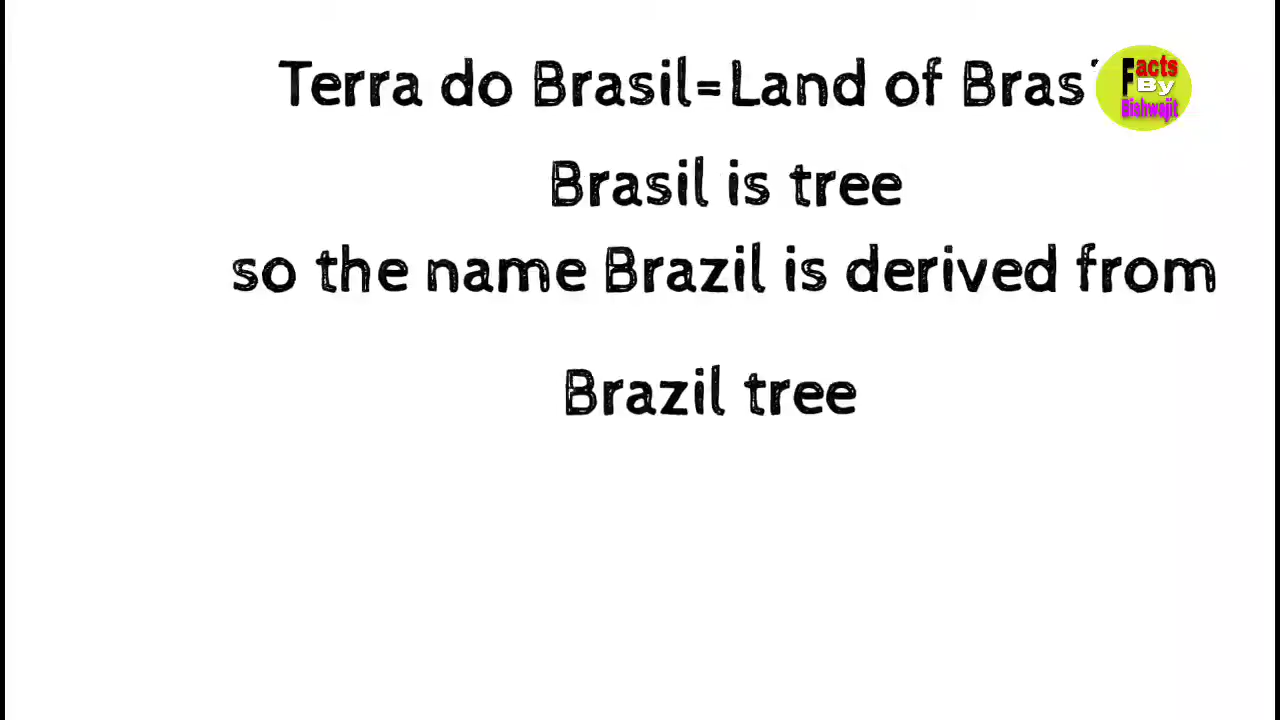 Terra do Brasil=Land of
Brasil is tree
so the name Brazil is derived from
Brazil tree
Facts
By
Bishwojit